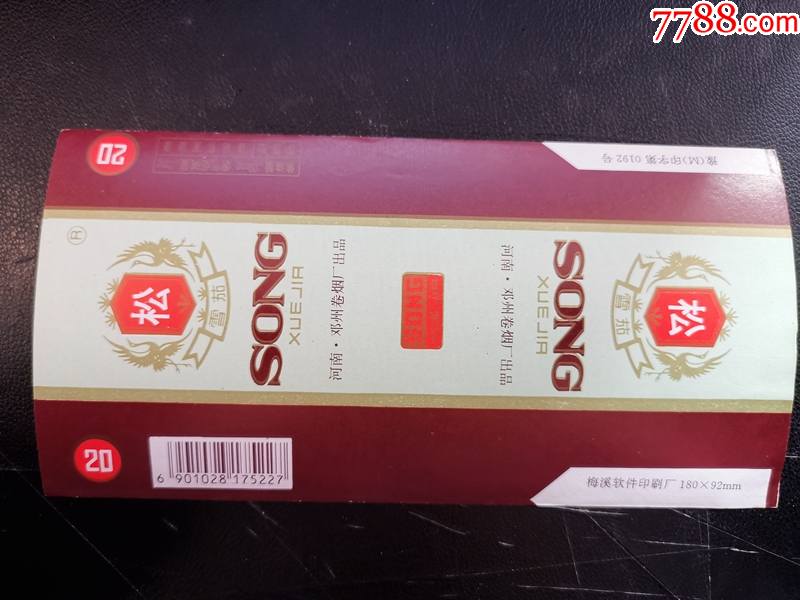 7788.com
20
豫(M)印字第 0192 号
®
松
雪茄
SONG
XUEJIA
河南·邓州卷烟厂出品
SONG
河南·邓州卷烟厂出品
SONG
XUEJIA
松
雪茄
20
6 901028 175227
梅溪软件印刷厂 180×92mm